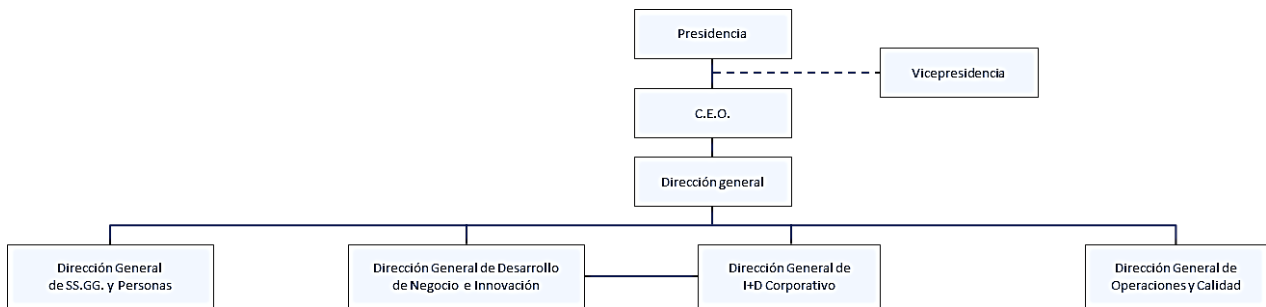 Presidencia
Vicepresidencia
C.E.O.
Dirección general
Dirección General
de SS.GG. y Personas
Dirección General de Desarrollo
de Negocio e Innovación
Dirección General de
I+D Corporativo
Dirección General de
Operaciones y Calidad